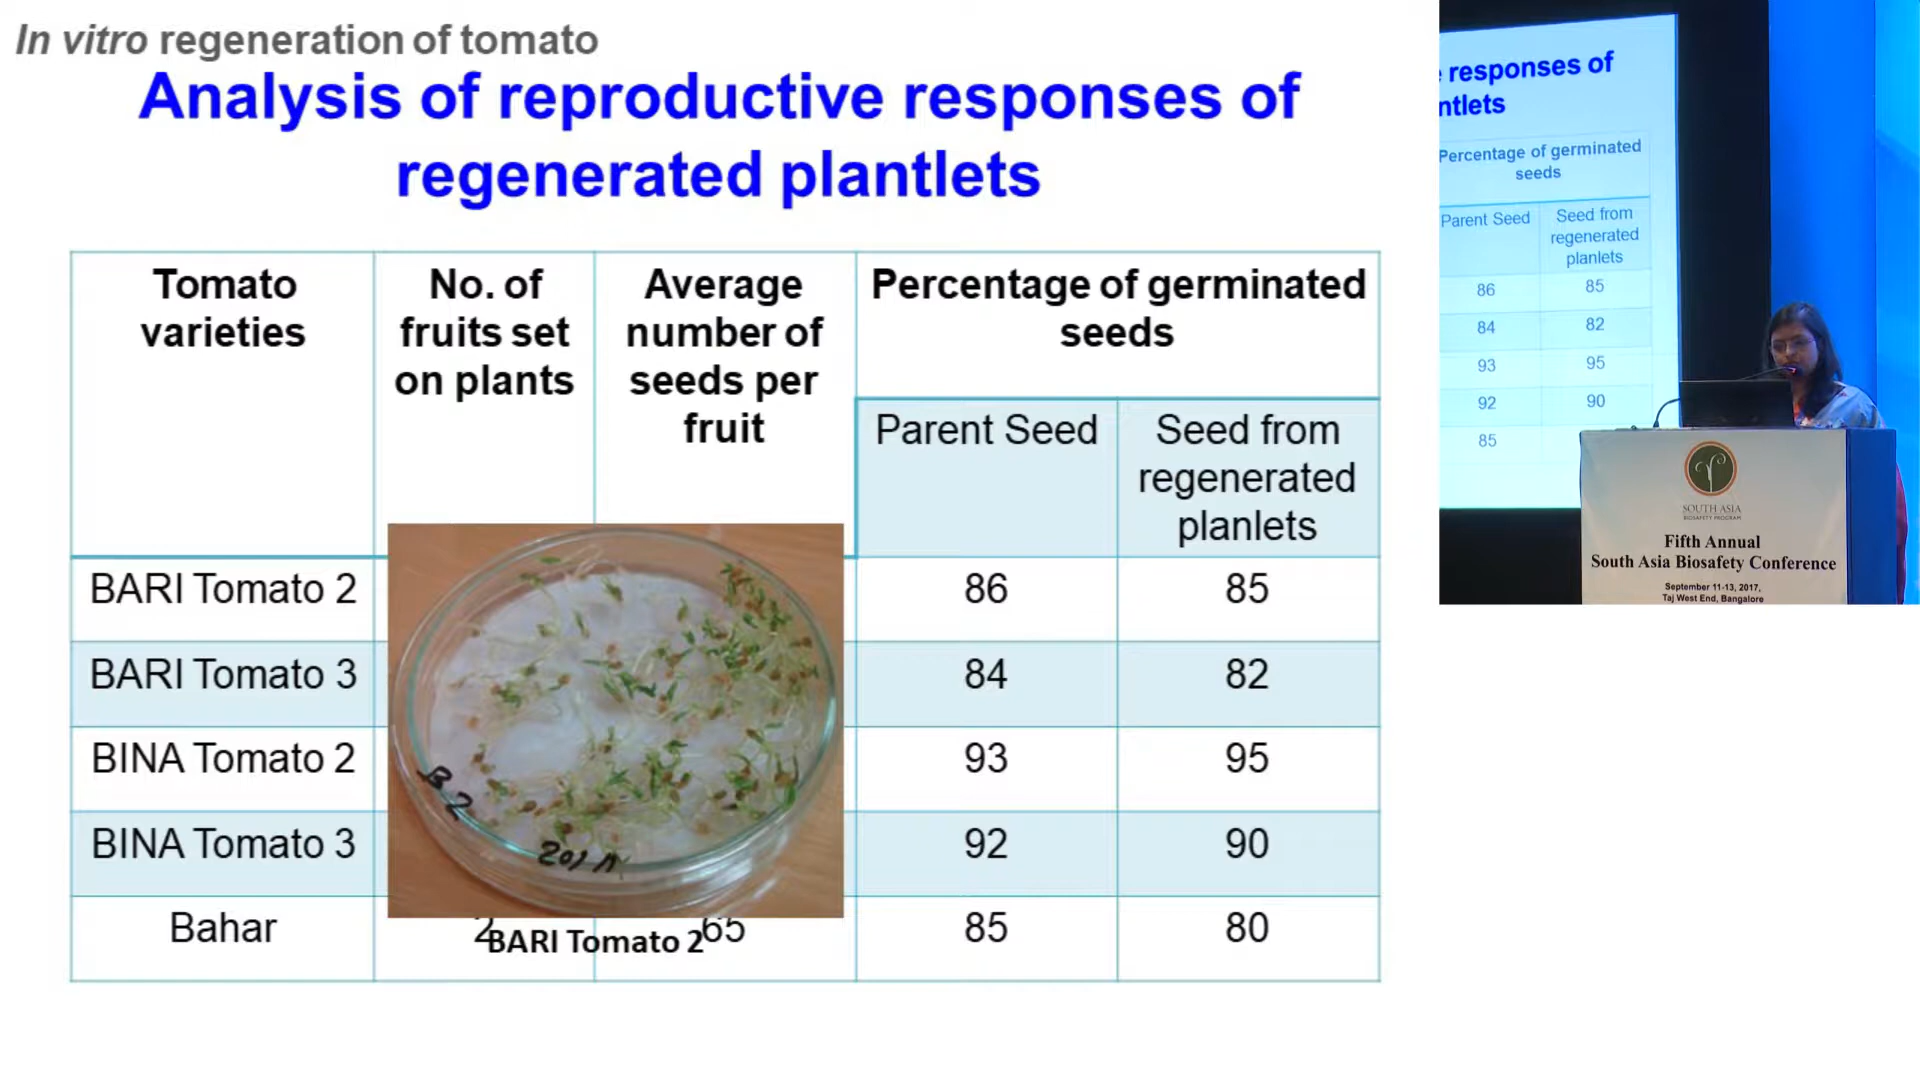 In vitro regeneration of tomato
Analysis of reproductive responses of
regenerated plantlets
Tomato
varieties
No. of
fruits set
on plants
Average
number of
seeds per
fruit
Percentage of germinated
seeds
Parent Seed
Seed from
regenerated
planlets
BARI Tomato 2
86
85
BARI Tomato 3
84
82
BINA Tomato 2
93
95
BINA Tomato 3
92
90
Bahar
2
65
85
80
B 2
BARI Tomato 2
responses of
ntlets
Percentage of germinated
seeds
Parent Seed
Seed from
regenerated
planlets
86
85
84
82
93
95
92
90
85
SOUTH ASIA
BIOSAFETY PROGRAM
Fifth Annual
South Asia Biosafety Conference
September 11-13, 2017,
Taj West End, Bangalore